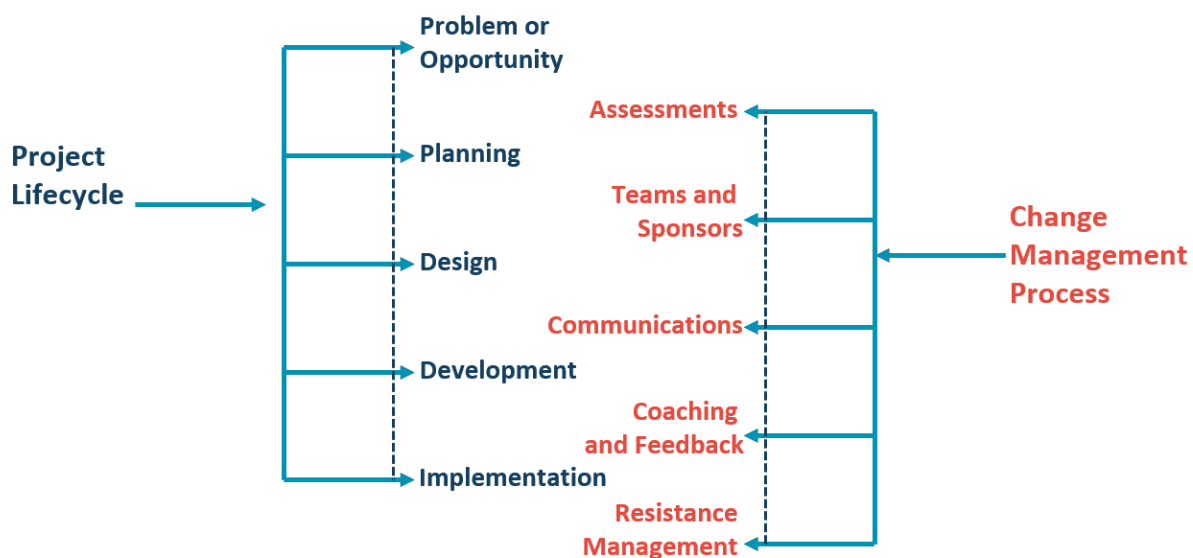 Project
Lifecycle
Problem or
Opportunity
Planning
Design
Development
Implementation
Assessments
Teams and
Sponsors
Communications
Coaching
and Feedback
Resistance
Management
Change
Management
Process